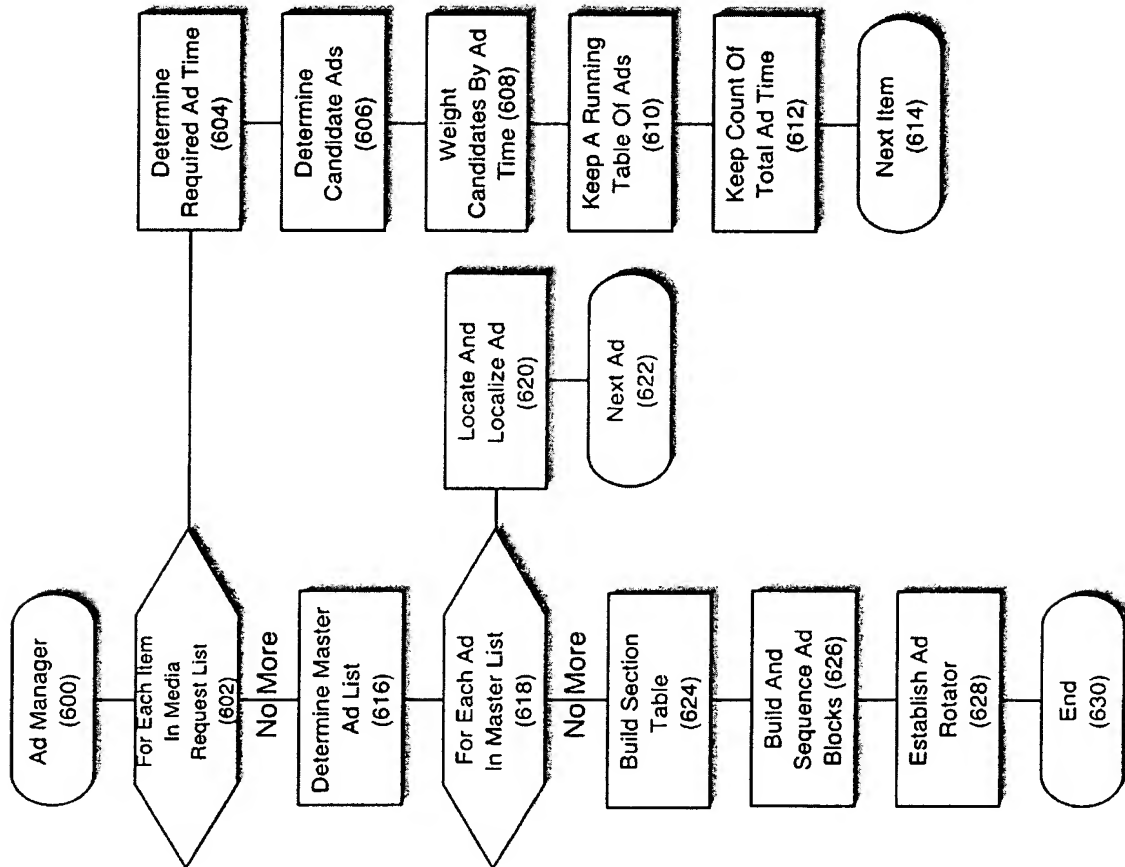 Ad Manager
(600)
For Each Item
In Media
Request List
(602)
No More
Determine
Required Ad Time
(604)
Determine
Candidate Ads
(606)
Weight
Candidates By Ad
Time (608)
Keep A Running
Table Of Ads
(610)
Keep Count Of
Total Ad Time
(612)
Next Item
(614)
Determine Master
Ad List
(616)
For Each Ad
In Master List
(618)
No More
Locate And
Localize Ad
(620)
Next Ad
(622)
Build Section
Table
(624)
Build And
Sequence Ad
Blocks (626)
Establish Ad
Rotator
(628)
End
(630)